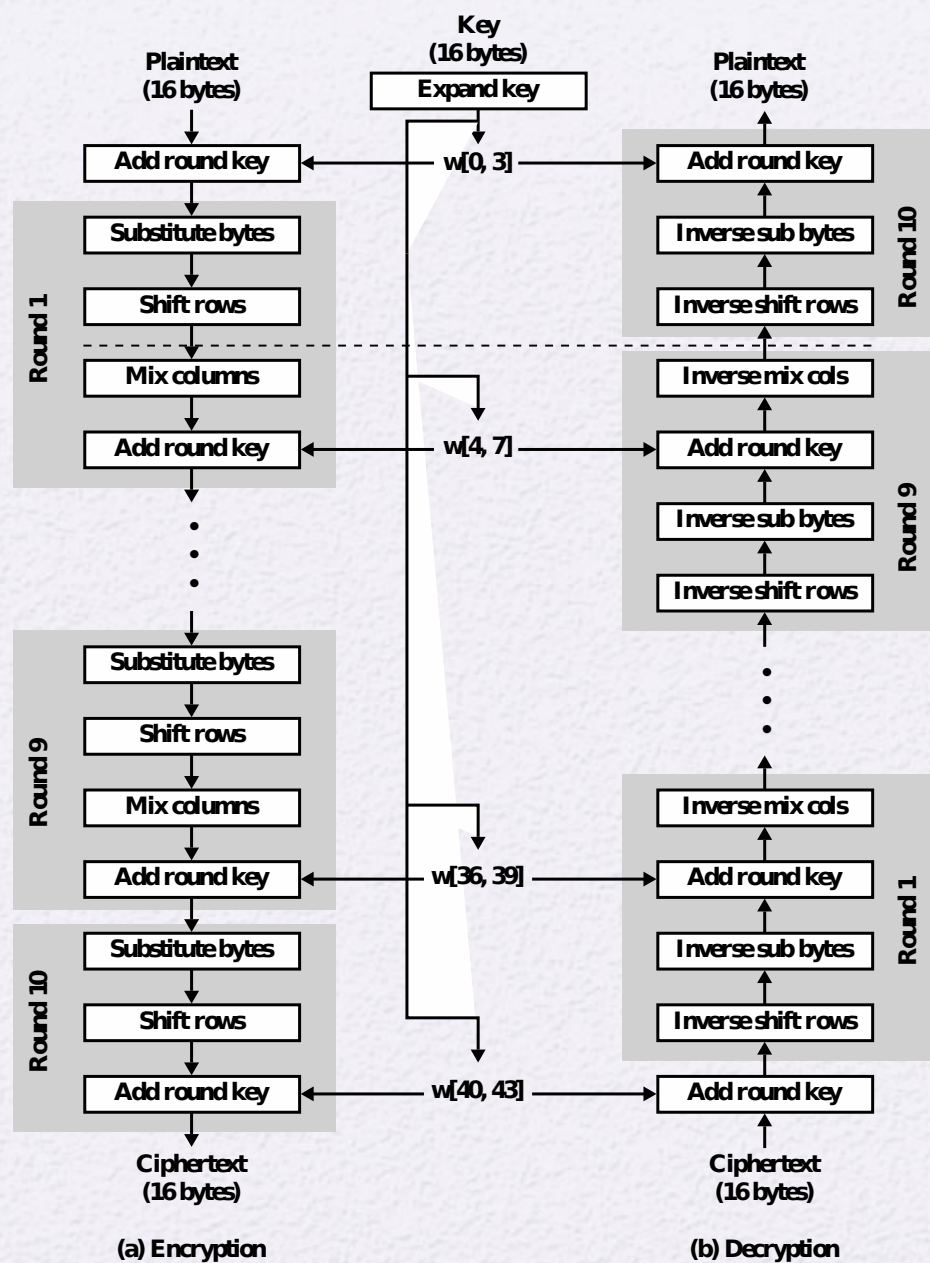 Key
(16 bytes)
Expand key
Plaintext
(16 bytes)
Add round key
Substitute bytes
Shift rows
Mix columns
Add round key
Round 1
Substitute bytes
Shift rows
Mix columns
Add round key
Round 9
Substitute bytes
Shift rows
Add round key
Round 10
Ciphertext
(16 bytes)
(a) Encryption
w[0, 3]
w[4, 7]
w[36, 39]
w[40, 43]
Plaintext
(16 bytes)
Add round key
Inverse sub bytes
Inverse shift rows
Round 10
Inverse mix cols
Add round key
Inverse sub bytes
Inverse shift rows
Round 9
Inverse mix cols
Add round key
Inverse sub bytes
Inverse shift rows
Round 1
Add round key
Ciphertext
(16 bytes)
(b) Decryption